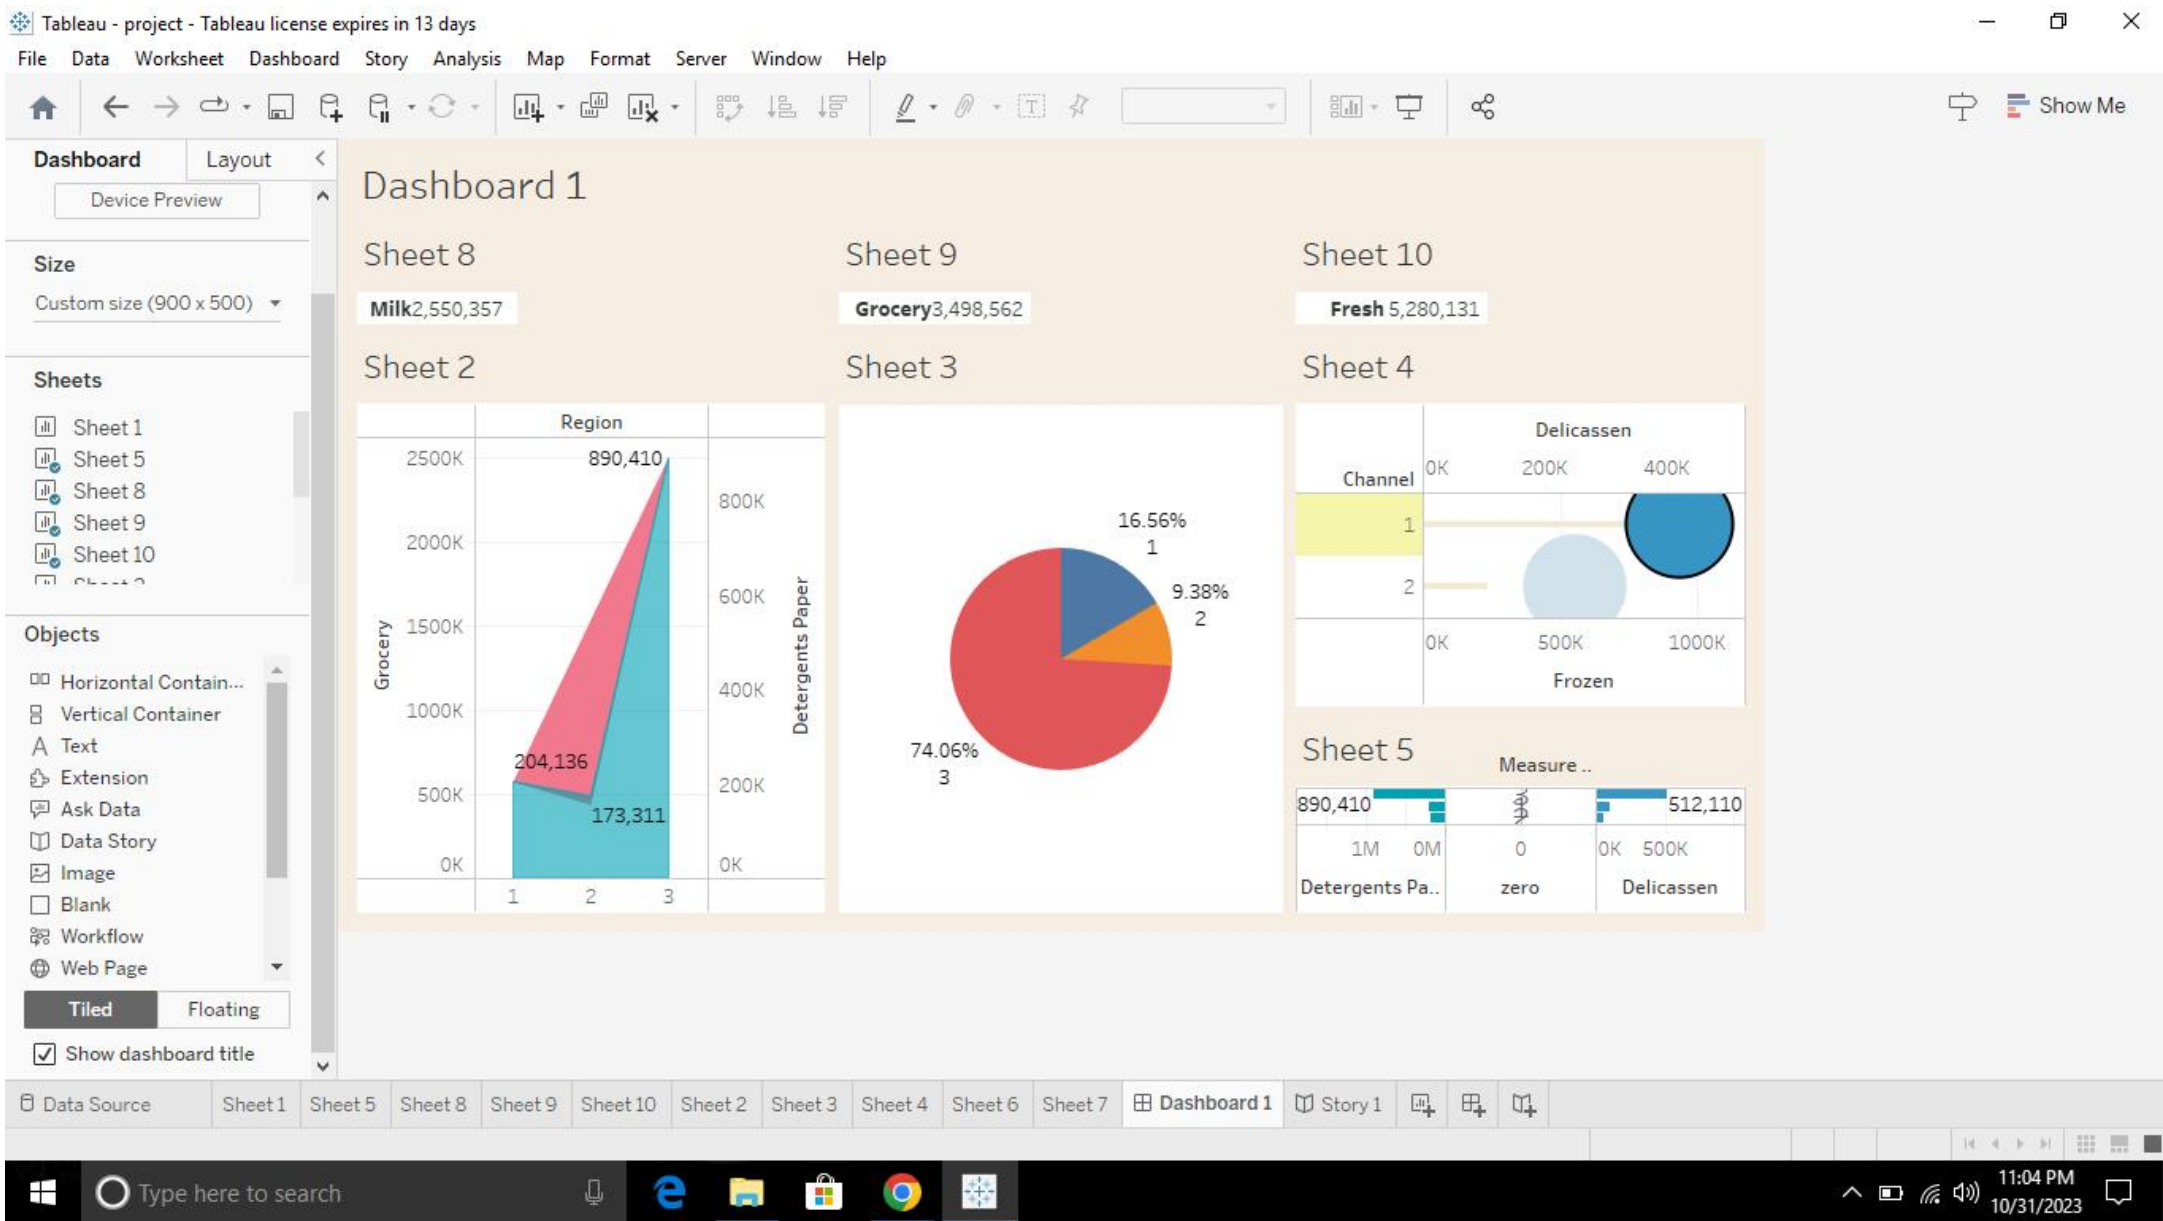 Tableau - project - Tableau license expires in 13 days
File Data Worksheet Dashboard Story Analysis Map Format Server Window Help
Show Me
Dashboard Layout
Device Preview
Size
Custom size (900 x 500)
Sheets
Sheet 1
Sheet 5
Sheet 8
Sheet 9
Sheet 10
Objects
Horizontal Contain...
Vertical Container
Text
Extension
Ask Data
Data Story
Image
Blank
Workflow
Web Page
Tiled Floating
Show dashboard title
Dashboard 1
Sheet 8
Milk2,550,357
Sheet 9
Grocery3,498,562
Sheet 10
Fresh 5,280,131
Sheet 2
Region
2500K
2000K
1500K
1000K
500K
0K
Grocery
890,410
204,136
173,311
800K
600K
400K
200K
0K
Detergents Paper
1 2 3
Sheet 3
16.56%
1
9.38%
2
74.06%
3
Sheet 4
Delicassen
Channel 0K 200K 400K
1
2
0K 500K 1000K
Frozen
Sheet 5
Measure ..
890,410 512,110
1M 0M 0 0K 500K
Detergents Pa.. zero Delicassen
Data Source Sheet 1 Sheet 5 Sheet 8 Sheet 9 Sheet 10 Sheet 2 Sheet 3 Sheet 4 Sheet 6 Sheet 7 Dashboard 1 Story 1
Type here to search
11:04 PM
10/31/2023